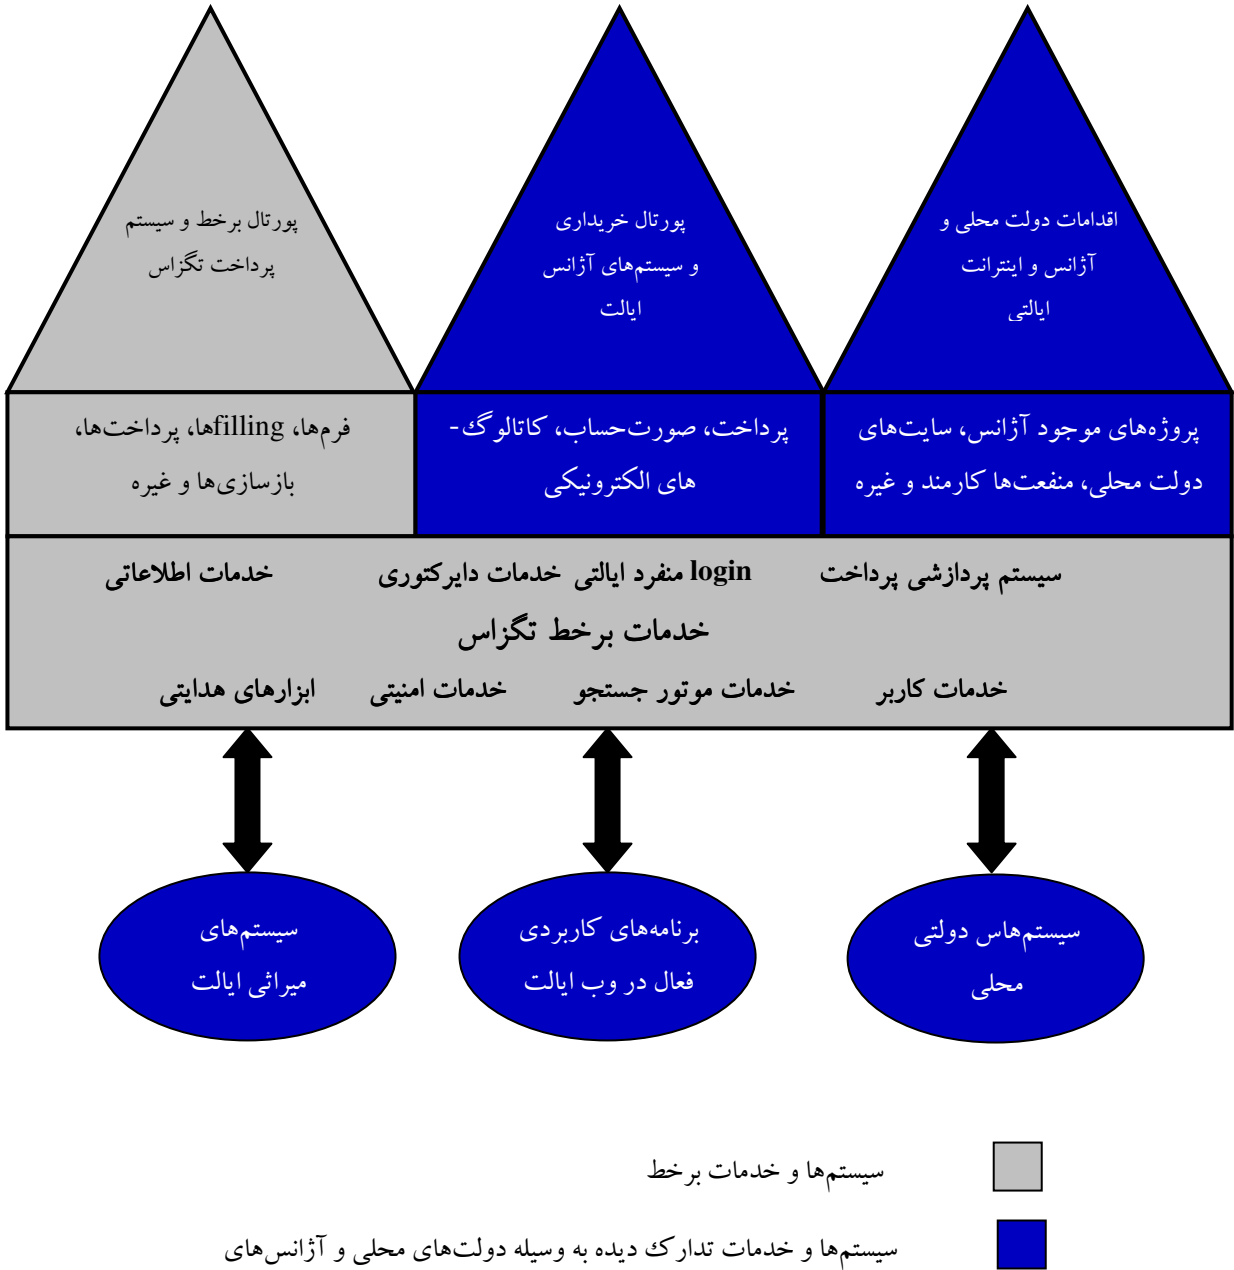 اقدامات دولت محلی و
آژانس و اینترانت
ایالتی
پورتال خریداری
و سیستم‌های آژانس
ایالت
پورتال برخط و سیستم
پرداخت تگزاس
پروژه‌های موجود آژانس، سایت‌های
دولت محلی، منفعت‌ها کارمند و غیره
پرداخت، صورت‌حساب، کاتالوگ-
های الکترونیکی
فرم‌ها، fillingها، پرداخت‌ها،
بازسازی‌ها و غیره
سیستم پردازشی پرداخت login منفرد ایالتی خدمات دایرکتوری خدمات اطلاعاتی
خدمات برخط تگزاس
خدمات کاربر خدمات موتور جستجو خدمات امنیتی ابزارهای هدایتی
سیستم‌هاس دولتی
محلی
برنامه‌های کاربردی
فعال در وب ایالت
سیستم‌های
میراثی ایالت
سیستم‌ها و خدمات برخط
سیستم‌ها و خدمات تدارک دیده به وسیله دولت‌های محلی و آژانس‌های